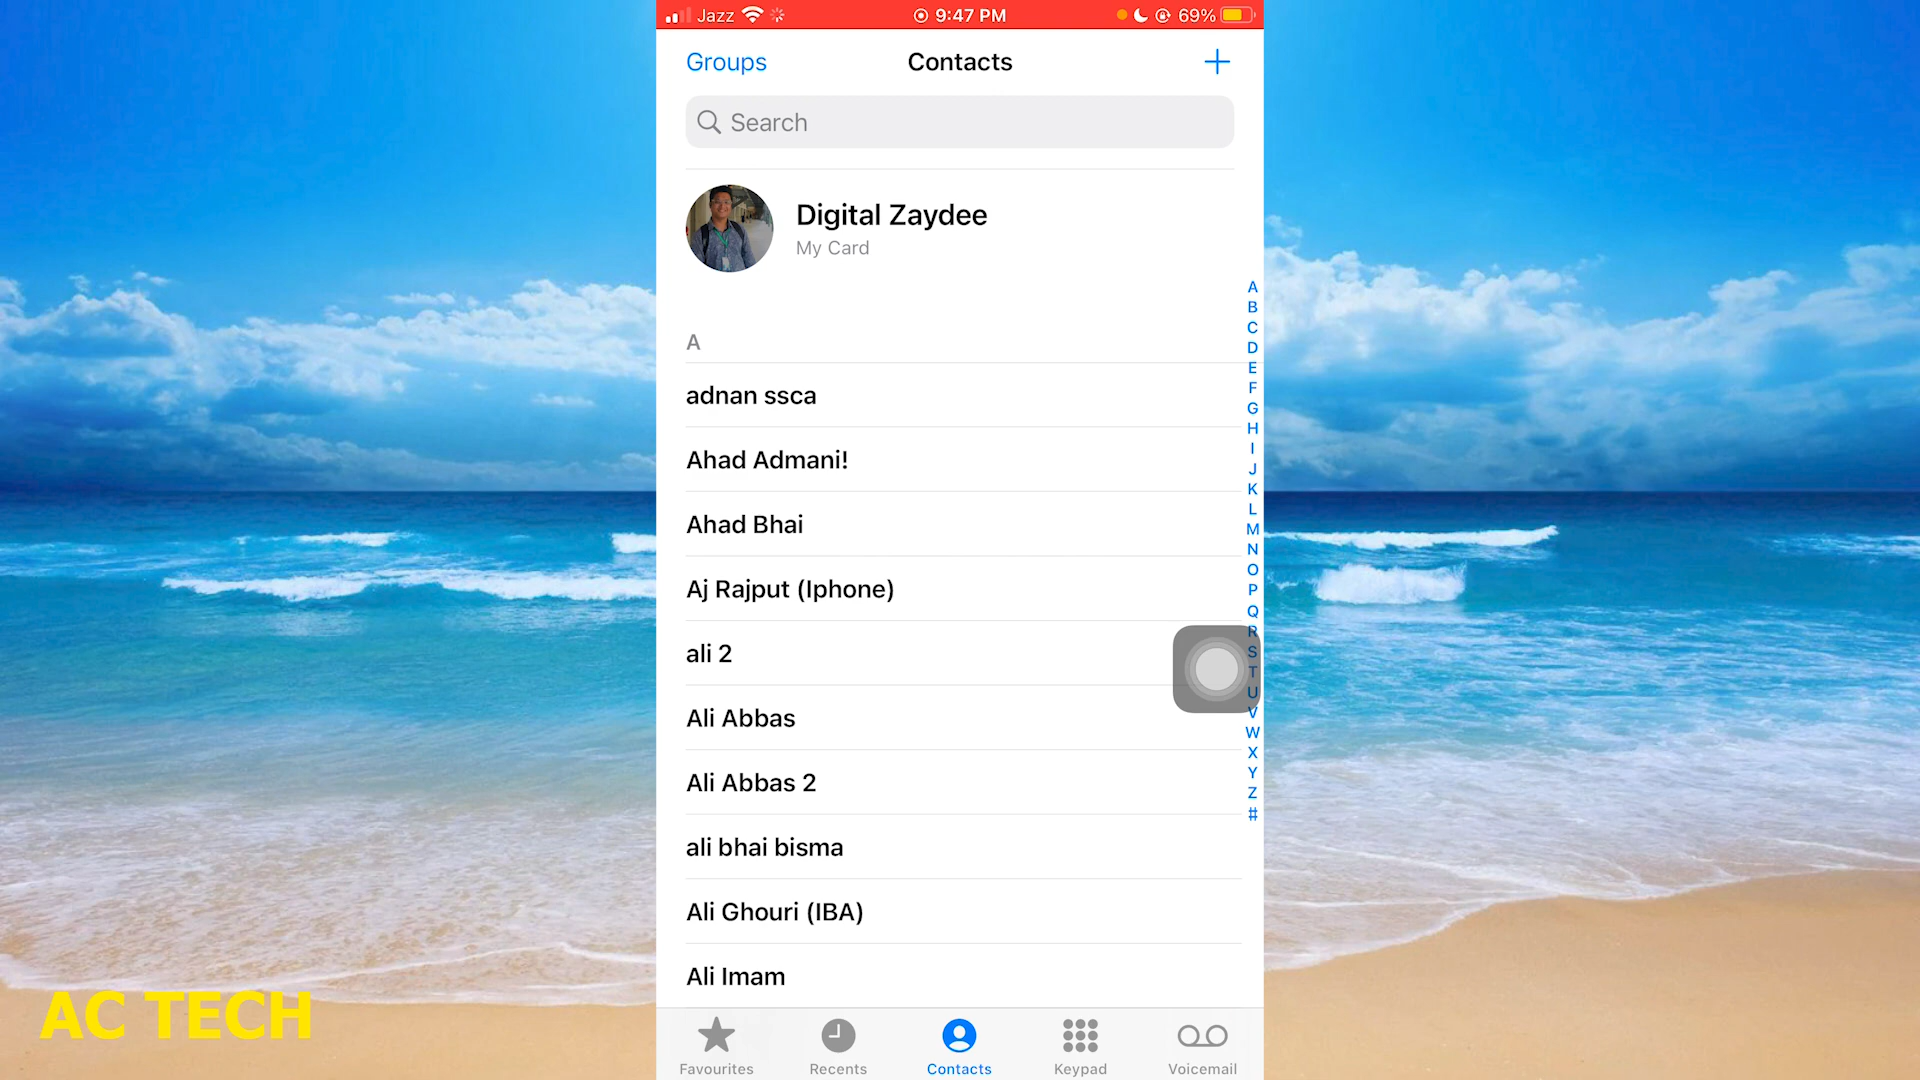 Jazz 9:47 PM 69%
Groups Contacts +
Search
Digital Zaydee
My Card
A
adnan ssca
Ahad Admani!
Ahad Bhai
Aj Rajput (Iphone)
ali 2
Ali Abbas
Ali Abbas 2
ali bhai bisma
Ali Ghouri (IBA)
Ali Imam
A
B
C
D
E
F
G
H
I
J
K
L
M
N
O
P
Q
R
S
T
U
V
W
X
Y
Z
#
AC TECH
Favourites Recents Contacts Keypad Voicemail